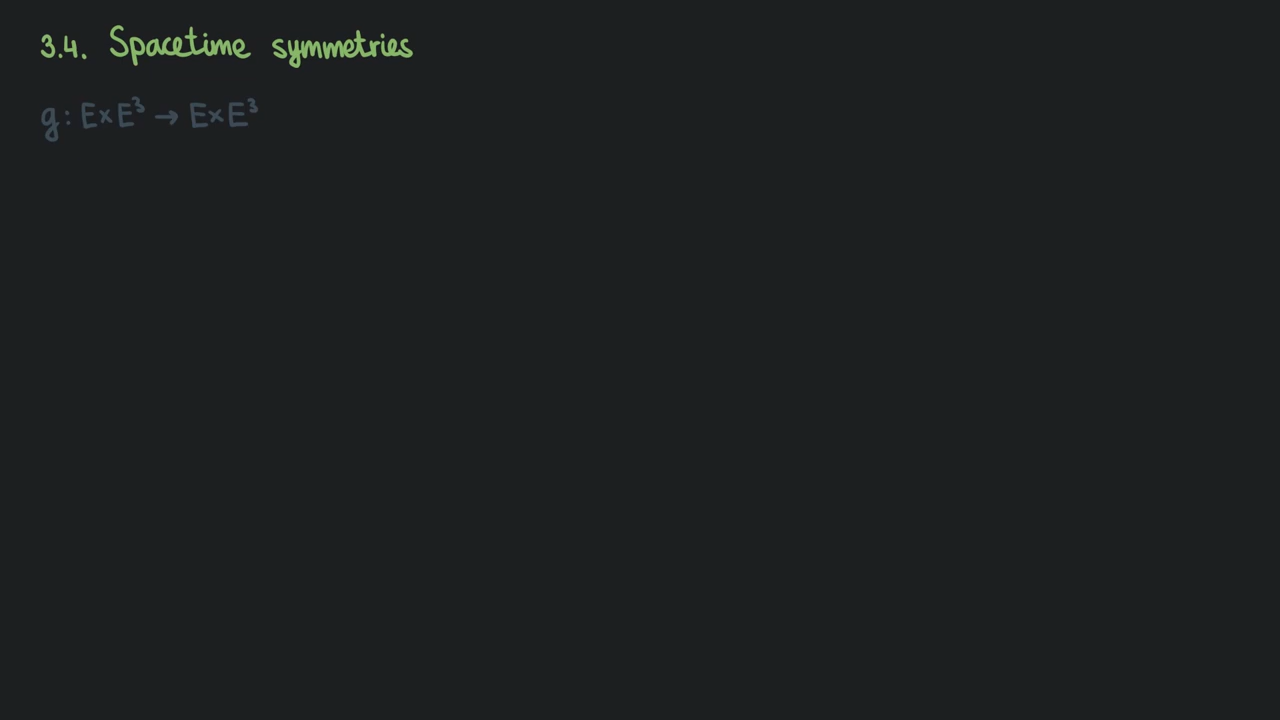 3.4. Spacetime symmetries
g: E×E³ → E×E³